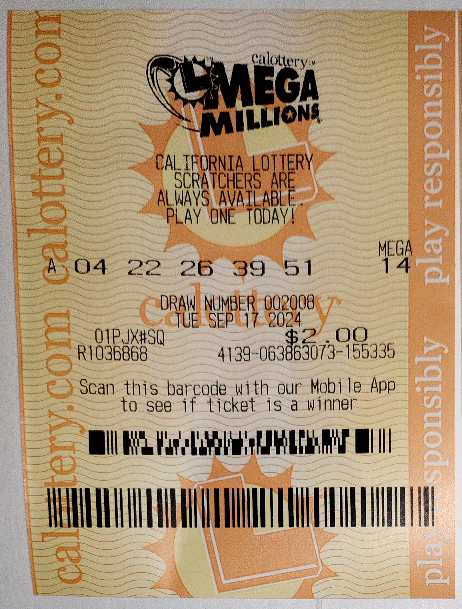 calottery.com calottery.com
calottery™
MEGA
MILLIONS
CALIFORNIA LOTTERY
SCRATCHERS ARE
ALWAYS AVAILABLE.
PLAY ONE TODAY!
MEGA
A 04 22 26 39 51 14
calottery
DRAW NUMBER 002008
TUE SEP 17 2024
01PJX#SQ $2.00
R1036868 4139-063863073-155335
Scan this barcode with our Mobile App
to see if ticket is a winner
play responsibly play responsibly